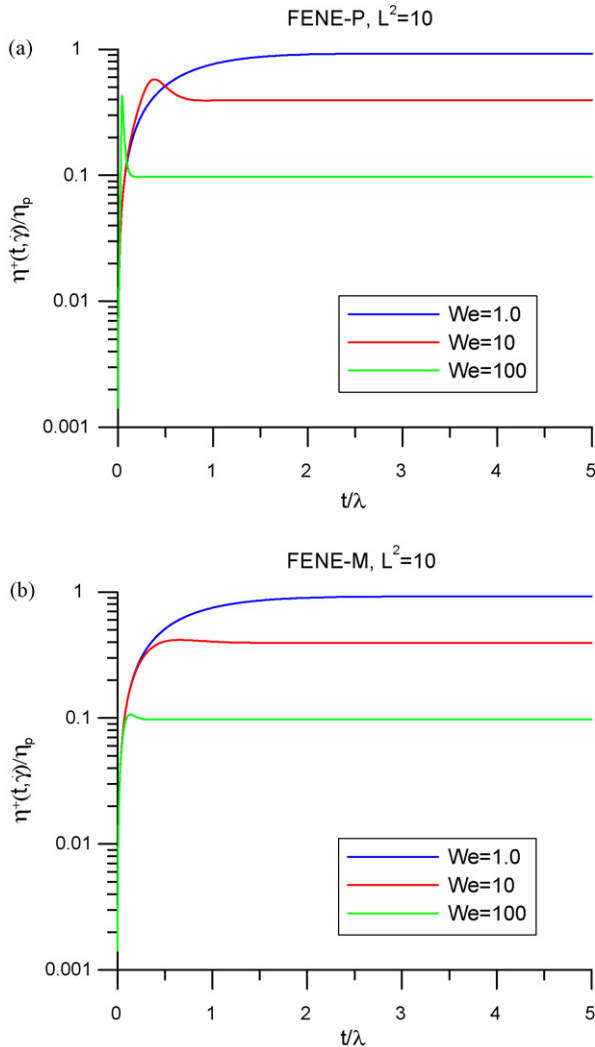 FENE-P, L²=10
(a)
1
0.1
0.01
0.001
η⁺(t,γ̇)/ηₚ
We=1.0
We=10
We=100
0 1 2 3 4 5
t/λ
FENE-M, L²=10
(b)
1
0.1
0.01
0.001
η⁺(t,γ̇)/ηₚ
We=1.0
We=10
We=100
0 1 2 3 4 5
t/λ